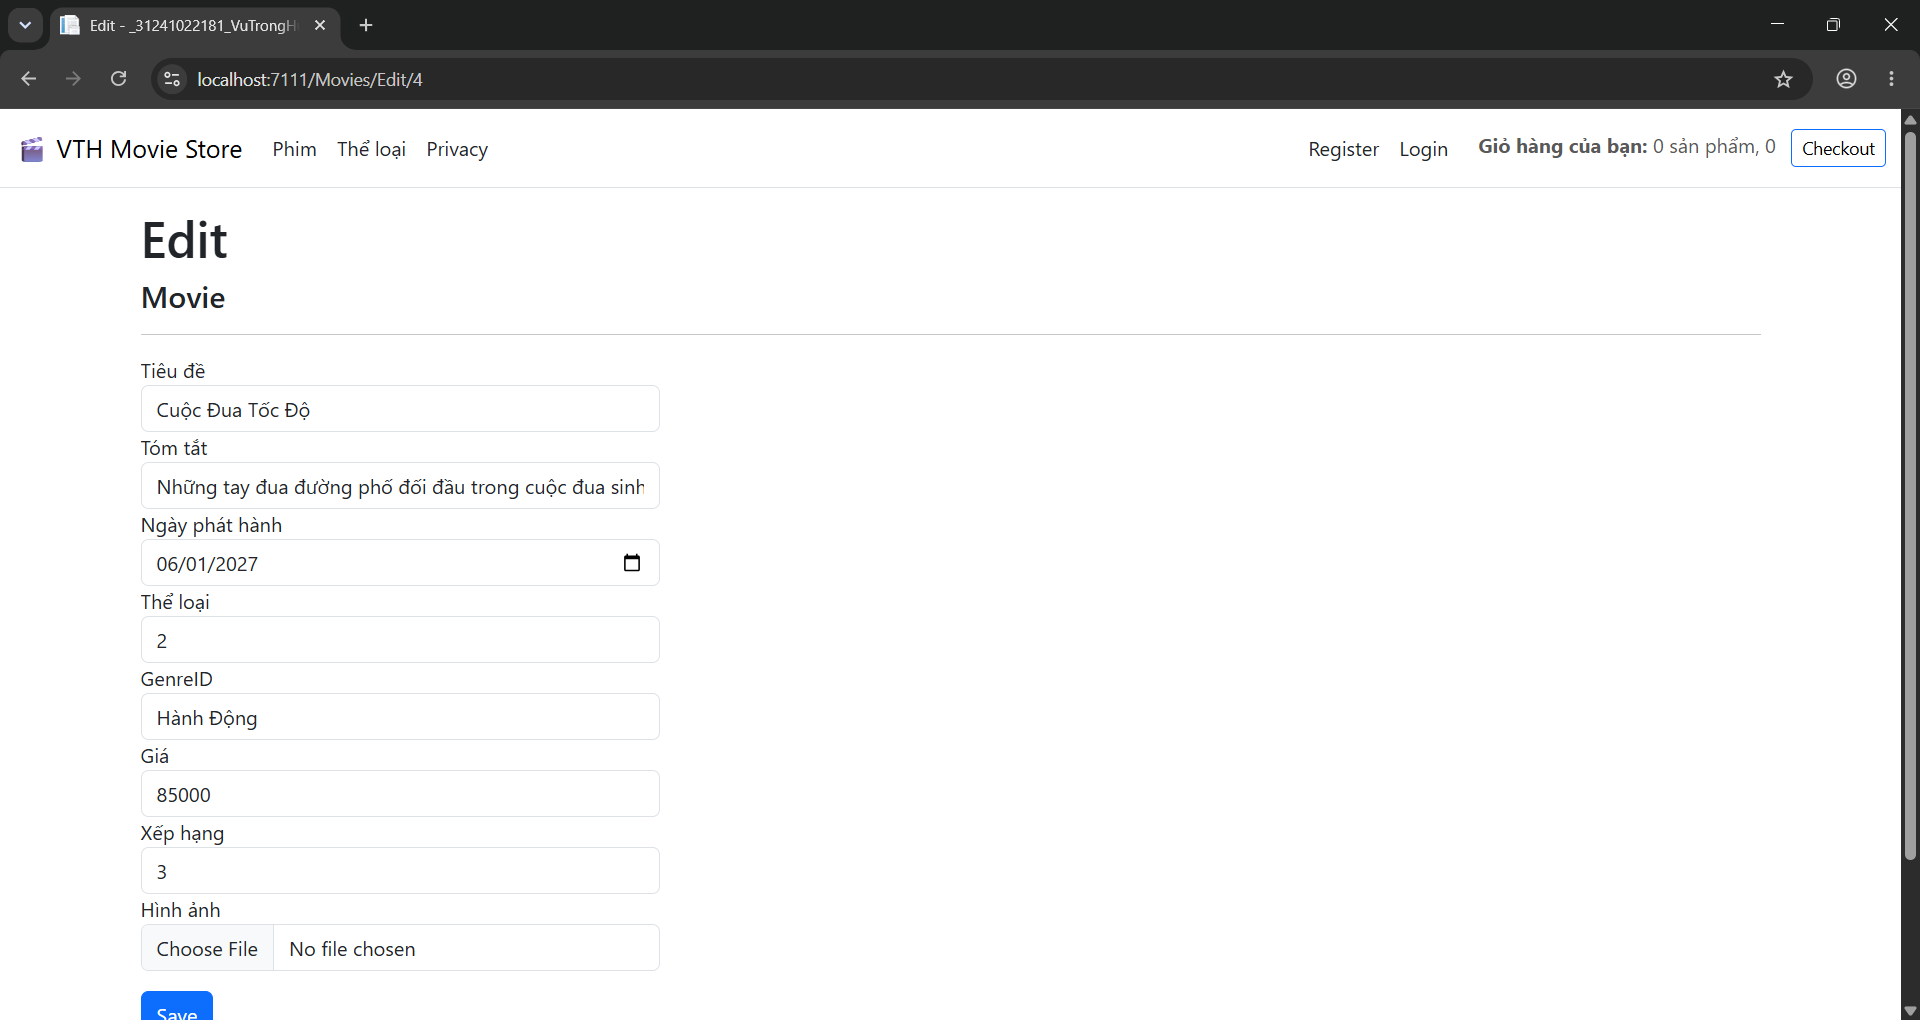 Edit - _31241022181_VuTrongH
localhost:7111/Movies/Edit/4
VTH Movie Store Phim Thể loại Privacy Register Login Giỏ hàng của bạn: 0 sản phẩm, 0 Checkout
Edit
Movie
Tiêu đề
Cuộc Đua Tốc Độ
Tóm tắt
Những tay đua đường phố đối đầu trong cuộc đua sinh
Ngày phát hành
06/01/2027
Thể loại
2
GenreID
Hành Động
Giá
85000
Xếp hạng
3
Hình ảnh
Choose File No file chosen
Save